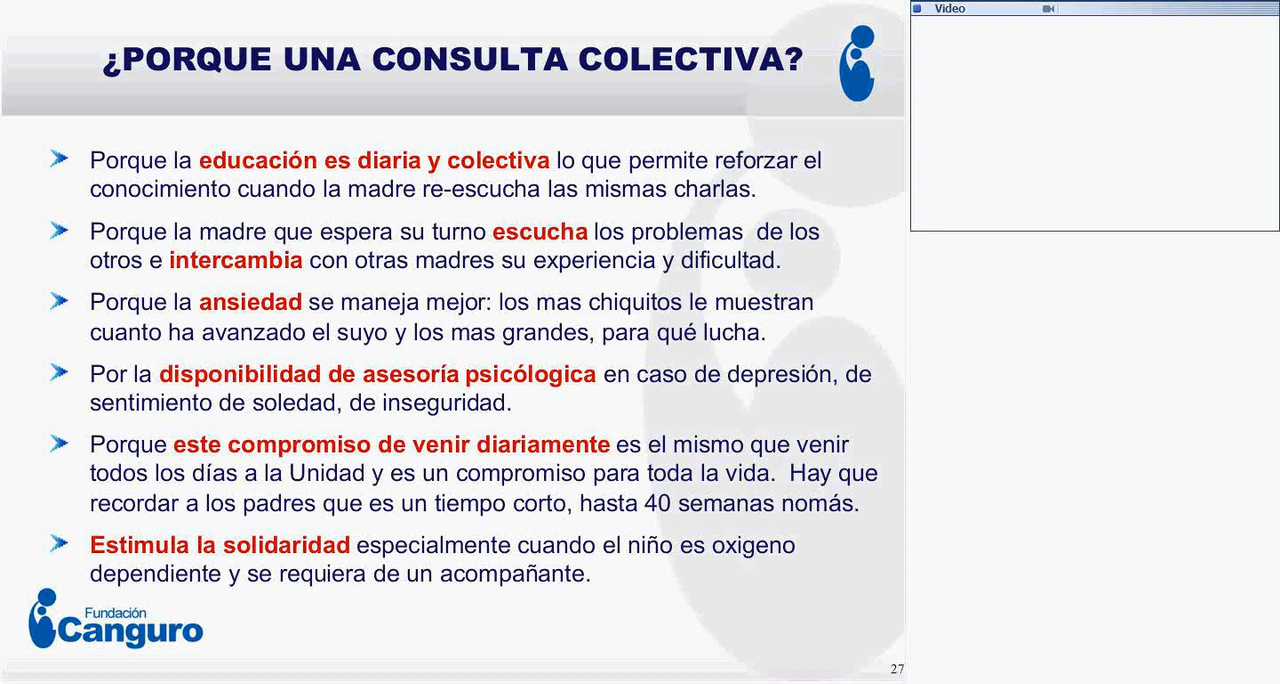 ¿PORQUE UNA CONSULTA COLECTIVA?
Video
Porque la educación es diaria y colectiva lo que permite reforzar el
conocimiento cuando la madre re-escucha las mismas charlas.
Porque la madre que espera su turno escucha los problemas de los
otros e intercambia con otras madres su experiencia y dificultad.
Porque la ansiedad se maneja mejor: los mas chiquitos le muestran
cuanto ha avanzado el suyo y los mas grandes, para qué lucha.
Por la disponibilidad de asesoría psicólogica en caso de depresión, de
sentimiento de soledad, de inseguridad.
Porque este compromiso de venir diariamente es el mismo que venir
todos los días a la Unidad y es un compromiso para toda la vida. Hay que
recordar a los padres que es un tiempo corto, hasta 40 semanas nomás.
Estimula la solidaridad especialmente cuando el niño es oxigeno
dependiente y se requiera de un acompañante.
Fundación
Canguro
27